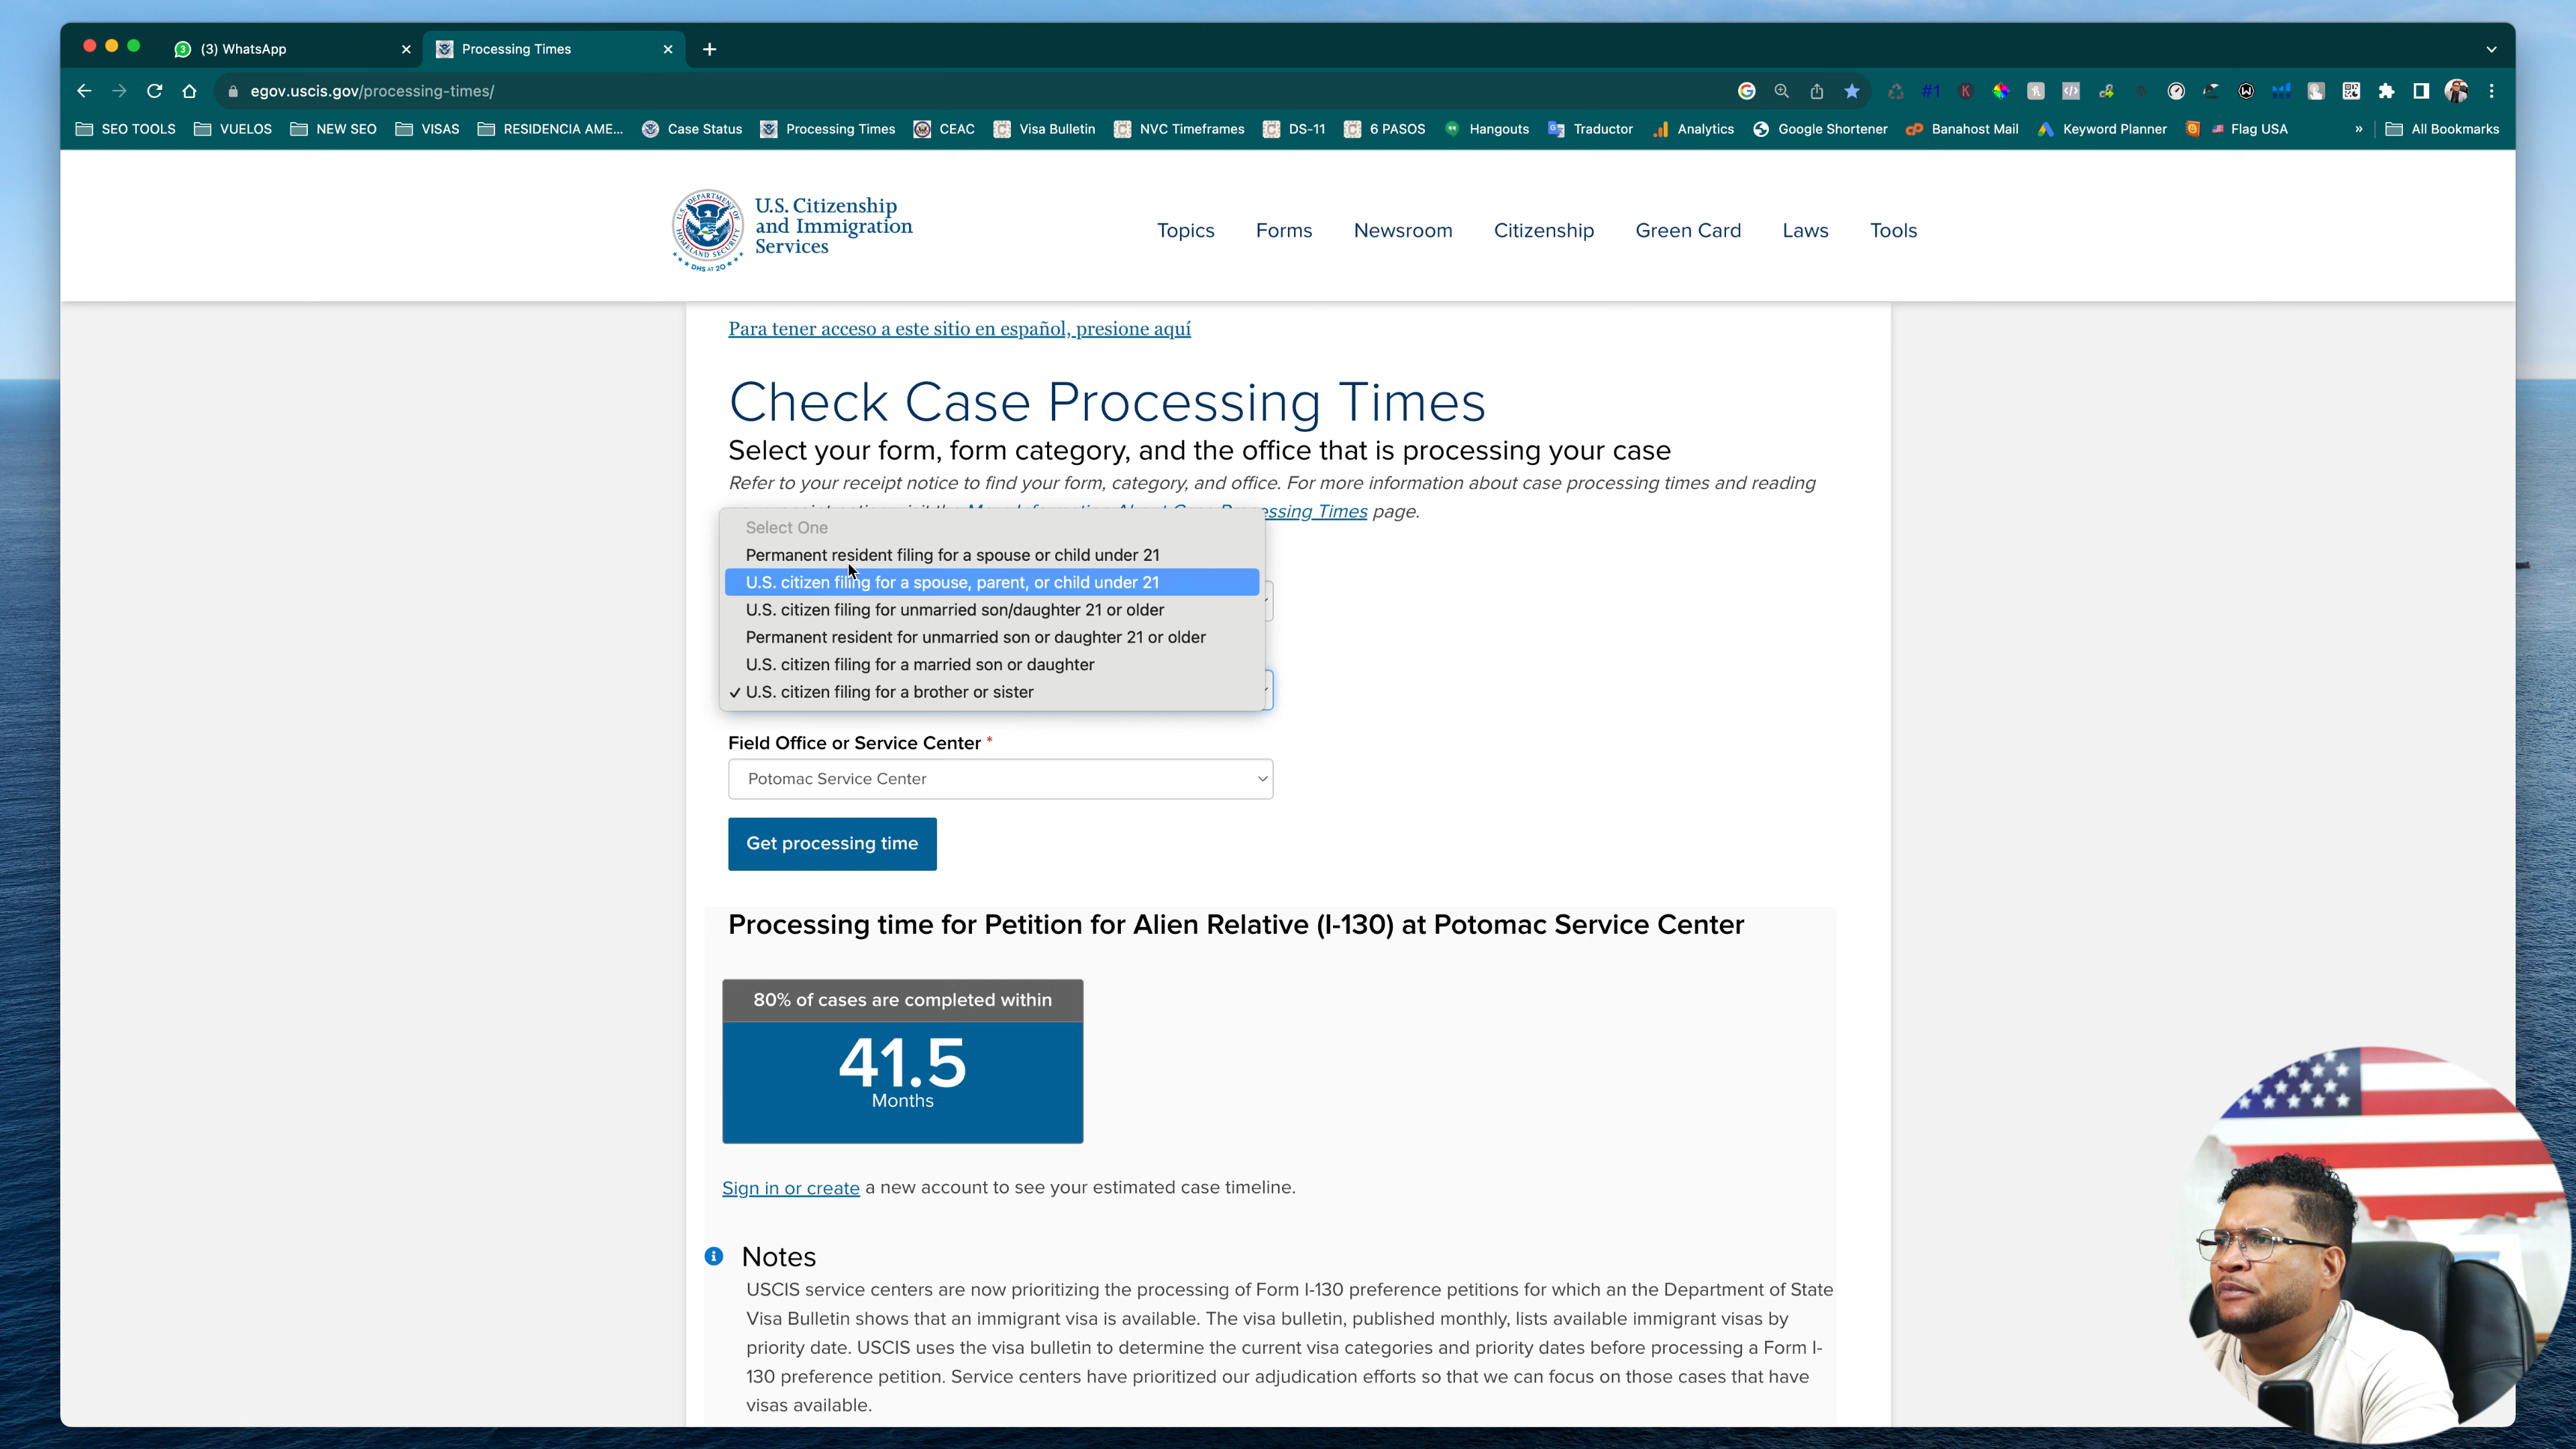 (3) WhatsApp
Processing Times
egov.uscis.gov/processing-times/
SEO TOOLS
VUELOS
NEW SEO
VISAS
RESIDENCIA AME...
Case Status
Processing Times
CEAC
Visa Bulletin
NVC Timeframes
DS-11
6 PASOS
Hangouts
Traductor
Analytics
Google Shortener
Banahost Mail
Keyword Planner
Flag USA
»
All Bookmarks
U.S. Citizenship
and Immigration
Services
DHS AT 20
Topics
Forms
Newsroom
Citizenship
Green Card
Laws
Tools
Para tener acceso a este sitio en español, presione aquí
Check Case Processing Times
Select your form, form category, and the office that is processing your case
Refer to your receipt notice to find your form, category, and office. For more information about case processing times and reading
essing Times page.
Select One
Permanent resident filing for a spouse or child under 21
U.S. citizen filing for a spouse, parent, or child under 21
U.S. citizen filing for unmarried son/daughter 21 or older
Permanent resident for unmarried son or daughter 21 or older
U.S. citizen filing for a married son or daughter
✓ U.S. citizen filing for a brother or sister
Field Office or Service Center *
Potomac Service Center
Get processing time
Processing time for Petition for Alien Relative (I-130) at Potomac Service Center
80% of cases are completed within
41.5
Months
Sign in or create a new account to see your estimated case timeline.
Notes
USCIS service centers are now prioritizing the processing of Form I-130 preference petitions for which an the Department of State
Visa Bulletin shows that an immigrant visa is available. The visa bulletin, published monthly, lists available immigrant visas by
priority date. USCIS uses the visa bulletin to determine the current visa categories and priority dates before processing a Form I-
130 preference petition. Service centers have prioritized our adjudication efforts so that we can focus on those cases that have
visas available.